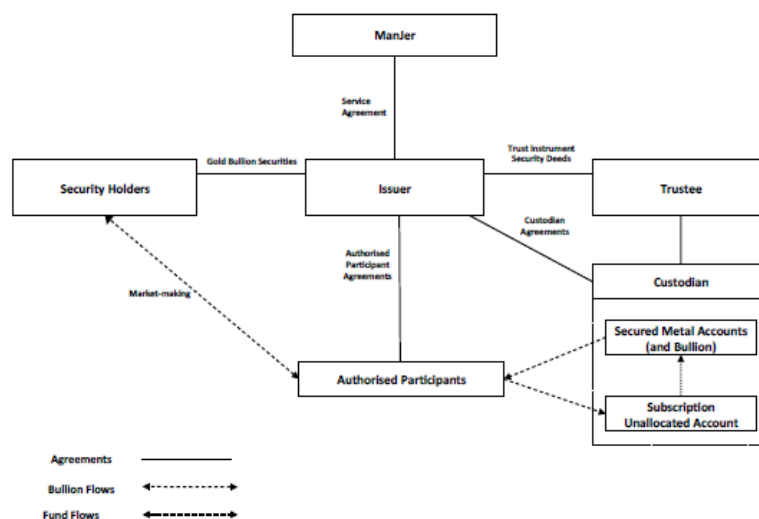 ManJer
Service
Agreement
Gold Bullion Securities
Trust Instrument
Security Deeds
Security Holders
Issuer
Trustee
Custodian
Agreements
Authorised
Participant
Agreements
Custodian
Market-making
Secured Metal Accounts
(and Bullion)
Authorised Participants
Subscription
Unallocated Account
Agreements
Bullion Flows
Fund Flows